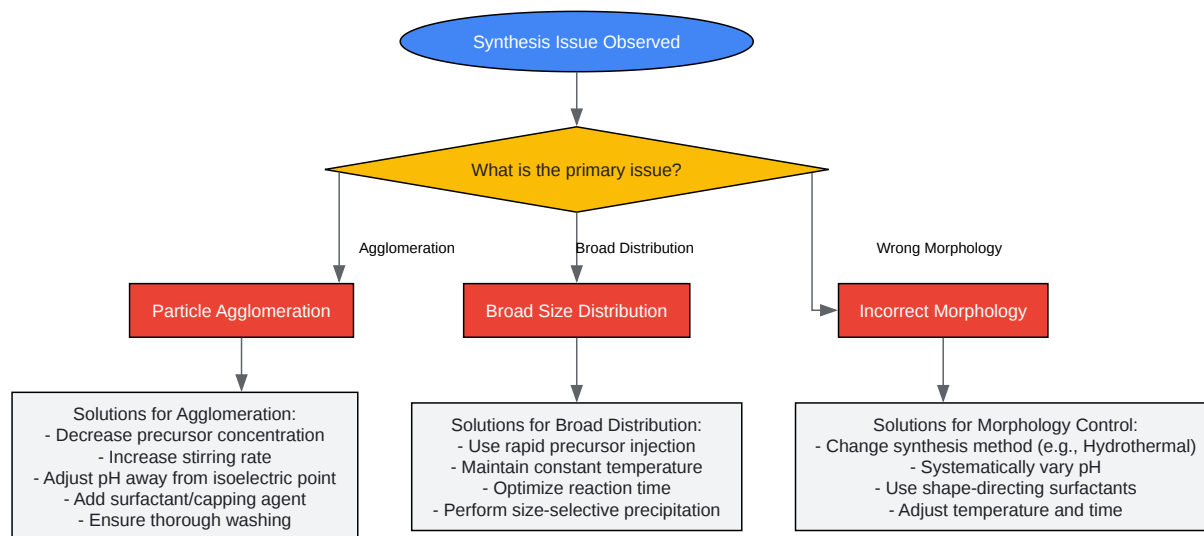 Synthesis Issue Observed
What is the primary issue?
Agglomeration
Broad Distribution
Wrong Morphology
Particle Agglomeration
Broad Size Distribution
Incorrect Morphology
Solutions for Agglomeration:
- Decrease precursor concentration
- Increase stirring rate
- Adjust pH away from isoelectric point
- Add surfactant/capping agent
- Ensure thorough washing
Solutions for Broad Distribution:
- Use rapid precursor injection
- Maintain constant temperature
- Optimize reaction time
- Perform size-selective precipitation
Solutions for Morphology Control:
- Change synthesis method (e.g., Hydrothermal)
- Systematically vary pH
- Use shape-directing surfactants
- Adjust temperature and time